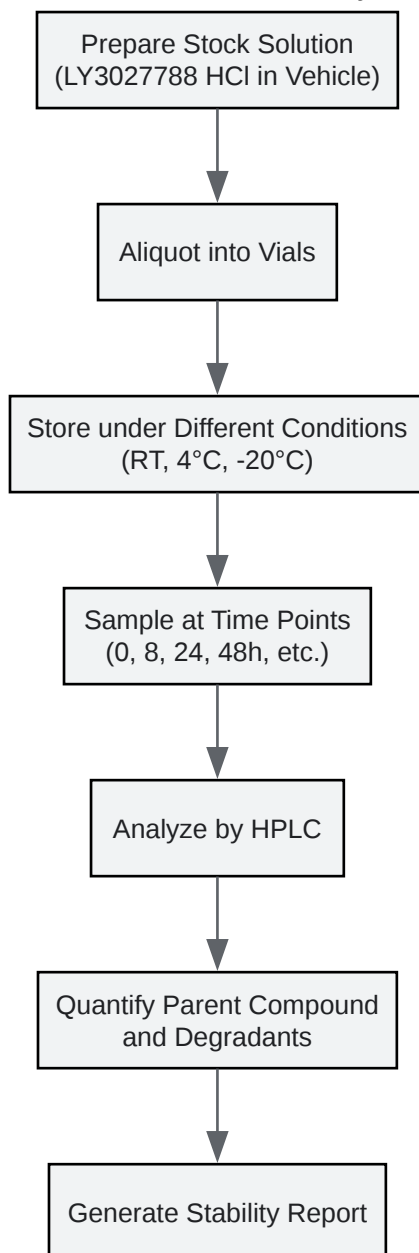 Prepare Stock Solution
(LY3027788 HCl in Vehicle)
Aliquot into Vials
Store under Different Conditions
(RT, 4°C, -20°C)
Sample at Time Points
(0, 8, 24, 48h, etc.)
Analyze by HPLC
Quantify Parent Compound
and Degradants
Generate Stability Report